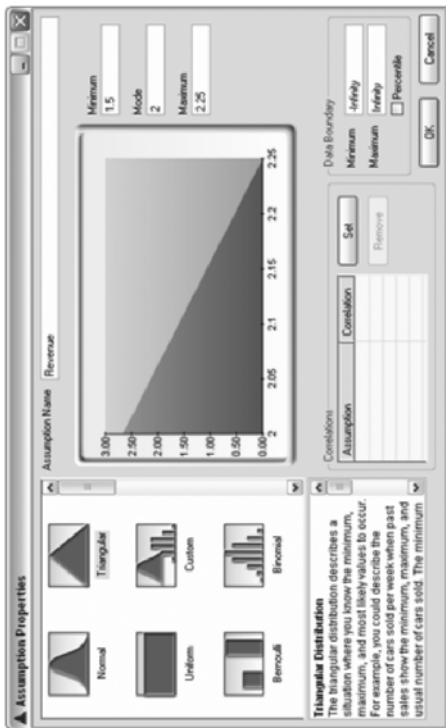 Assumption Properties
Normal
Triangular
Uniform
Custom
Bernoulli
Binomial
Triangular Distribution
The triangular distribution describes a
situation where you know the minimum,
maximum, and most likely values to occur.
For example, you could describe the
number of cars sold per week when past
sales show the minimum, maximum, and
usual number of cars sold. The minimum
Assumption Name
Revenue
3.00
2.50
2.00
1.50
1.00
0.50
0.00
2
2.05
2.1
2.15
2.2
2.25
Minimum
1.5
Mode
2
Maximum
2.25
Correlations
Assumption Correlation
Set
Remove
Data Boundary
Minimum -Infinity
Maximum Infinity
Percentile
OK
Cancel